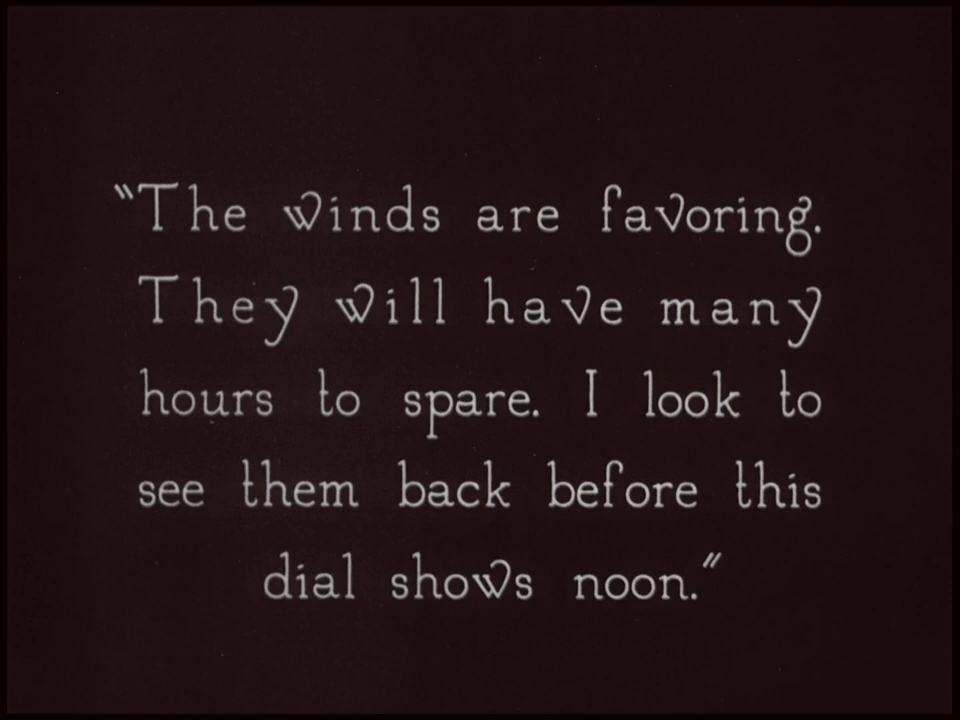 "The winds are favoring.
They will have many
hours to spare. I look to
see them back before this
dial shows noon."